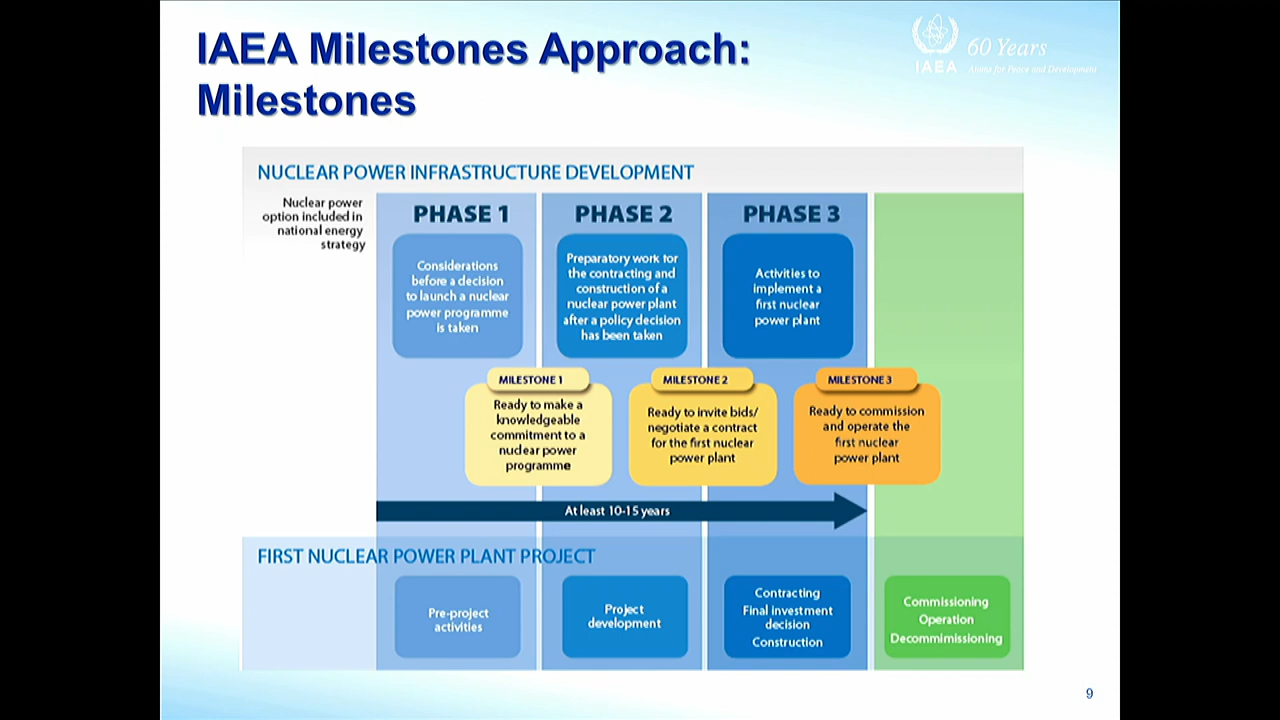 IAEA Milestones Approach:
Milestones
60 Years
IAEA
Atoms for Peace and Development
NUCLEAR POWER INFRASTRUCTURE DEVELOPMENT
Nuclear power
option included in
national energy
strategy
PHASE 1
Considerations
before a decision
to launch a nuclear
power programme
is taken
PHASE 2
Preparatory work for
the contracting and
construction of a
nuclear power plant
after a policy decision
has been taken
PHASE 3
Activities to
implement a
first nuclear
power plant
MILESTONE 1
Ready to make a
knowledgeable
commitment to a
nuclear power
programme
MILESTONE 2
Ready to invite bids/
negotiate a contract
for the first nuclear
power plant
MILESTONE 3
Ready to commission
and operate the
first nuclear
power plant
At least 10-15 years
FIRST NUCLEAR POWER PLANT PROJECT
Pre-project
activities
Project
development
Contracting
Final investment
decision
Construction
Commissioning
Operation
Decommimissioning
9